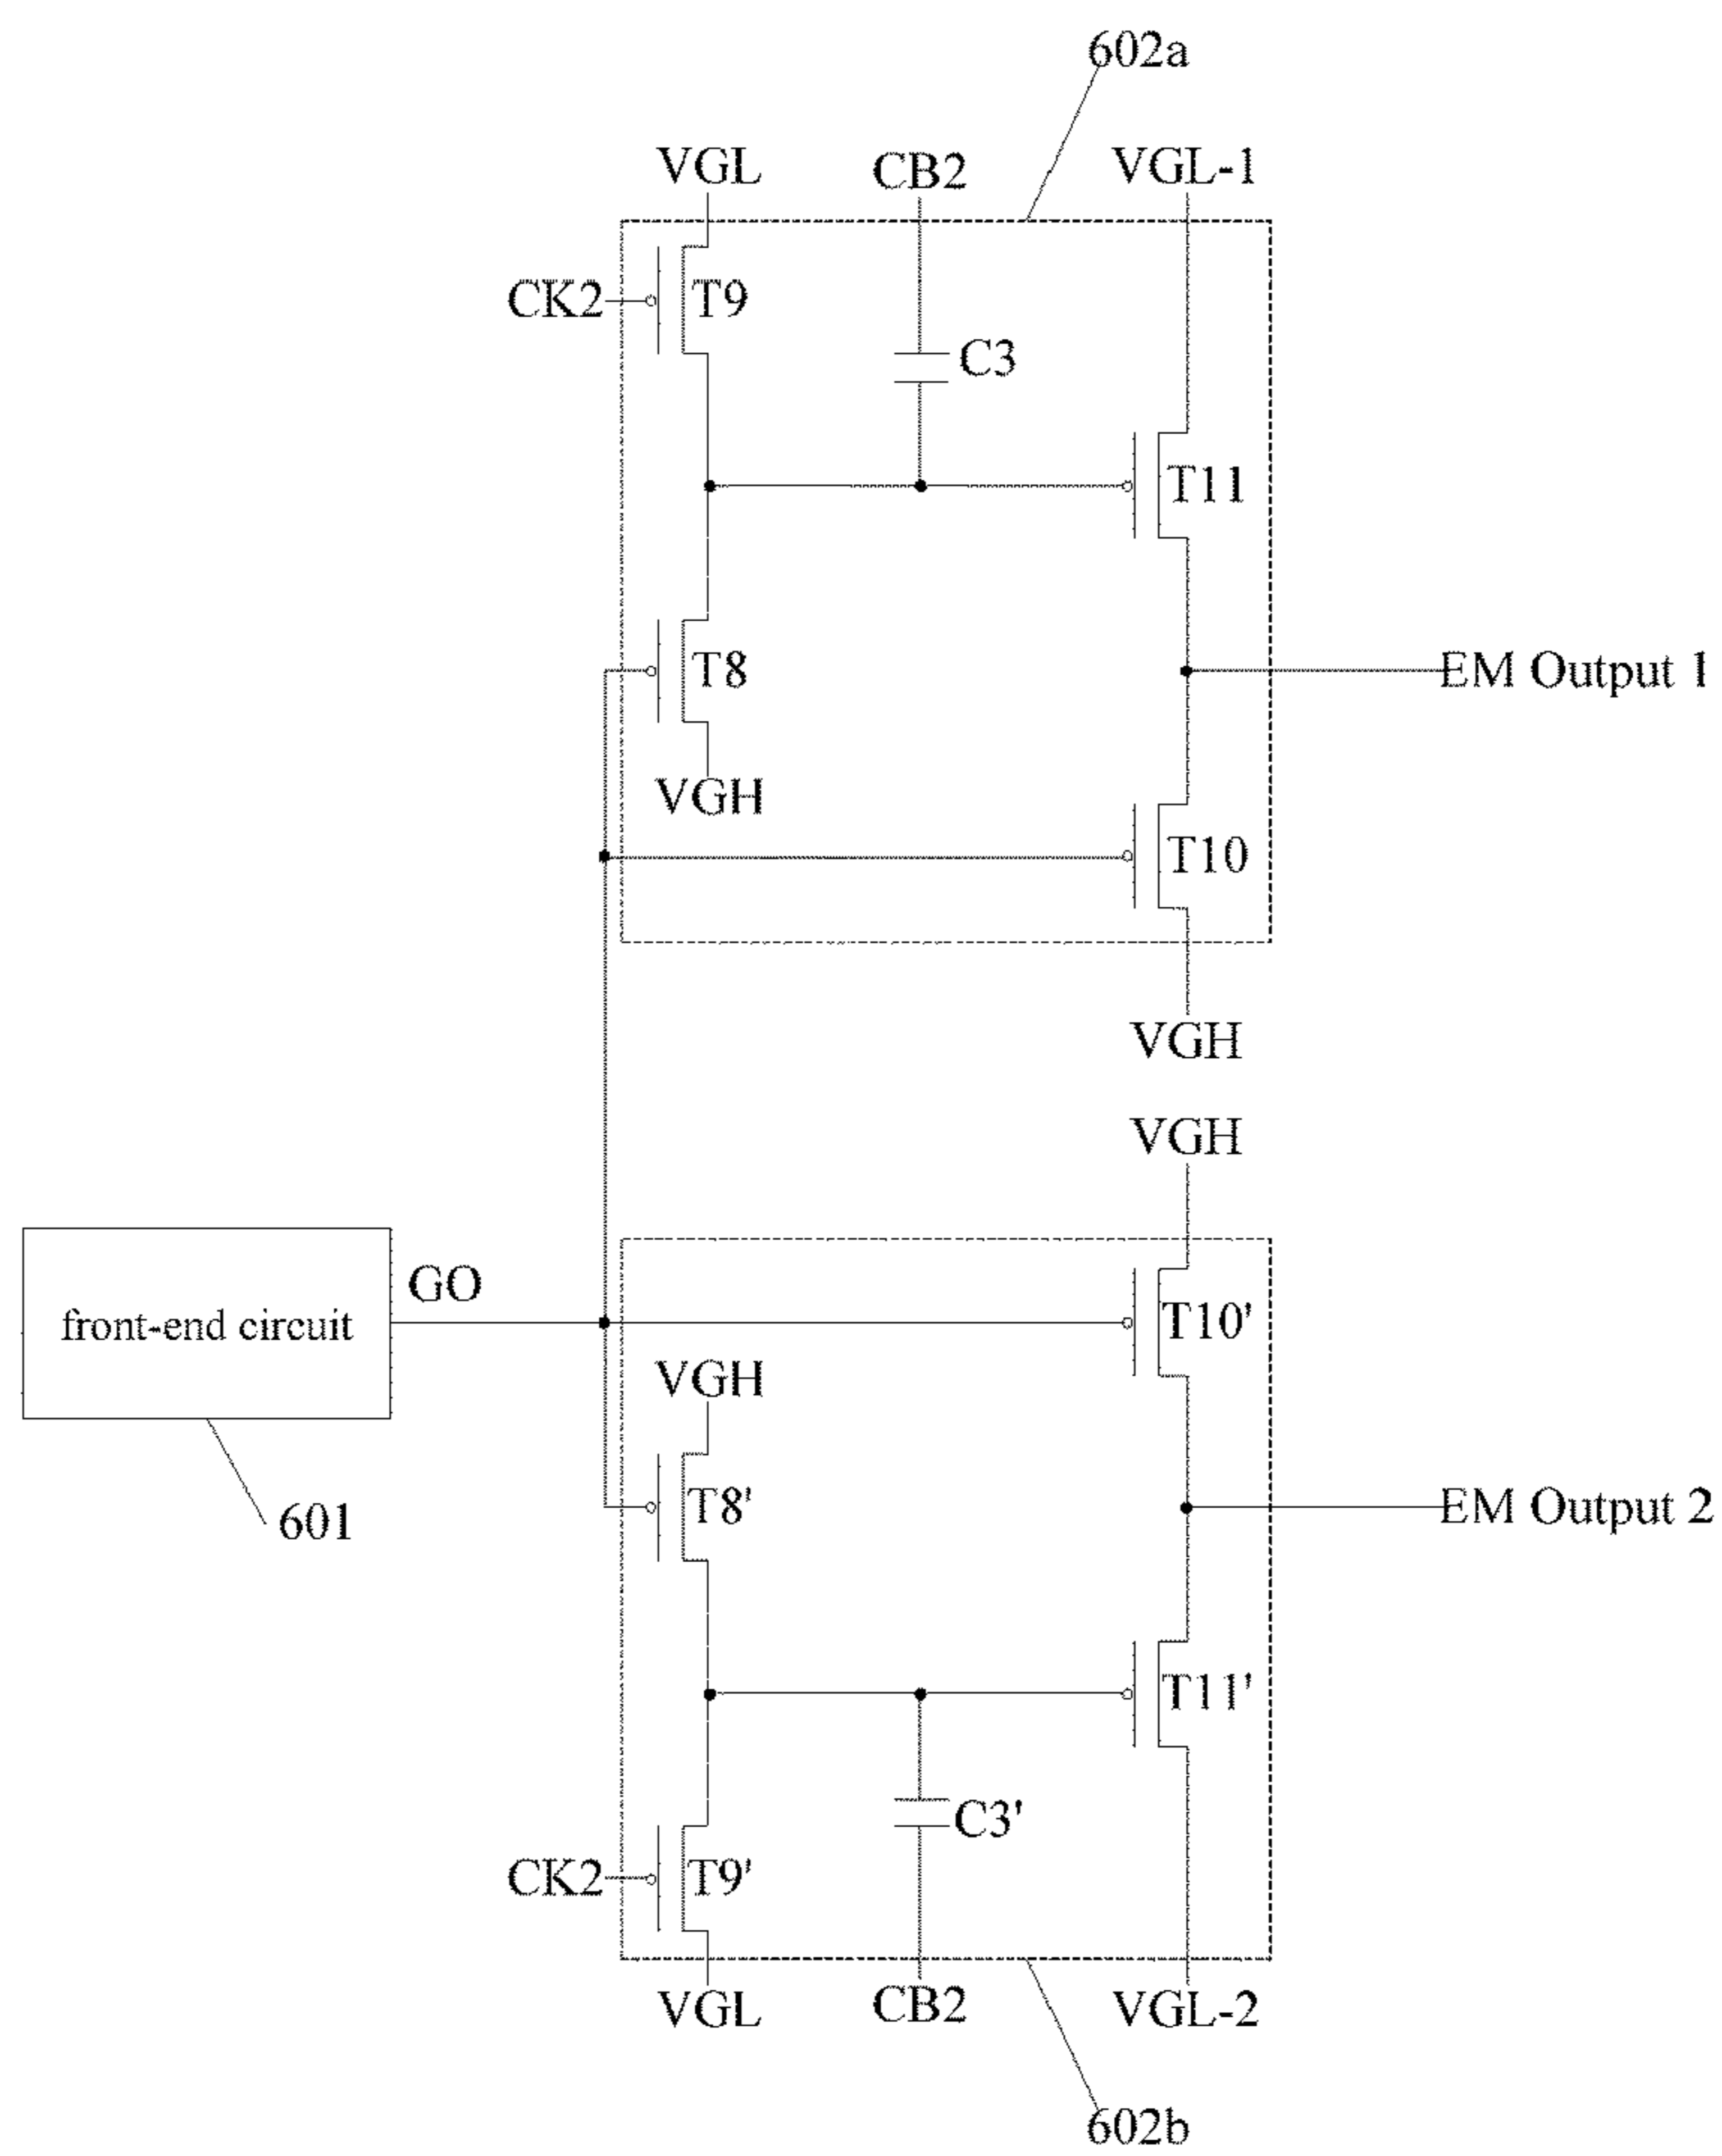 602a
VGL
CB2
VGL-1
CK2
T9
C3
T11
T8
EM Output 1
VGH
T10
VGH
VGH
GO
front-end circuit
T10'
VGH
601
T8'
EM Output 2
T11'
C3'
CK2
T9'
VGL
CB2
VGL-2
602b